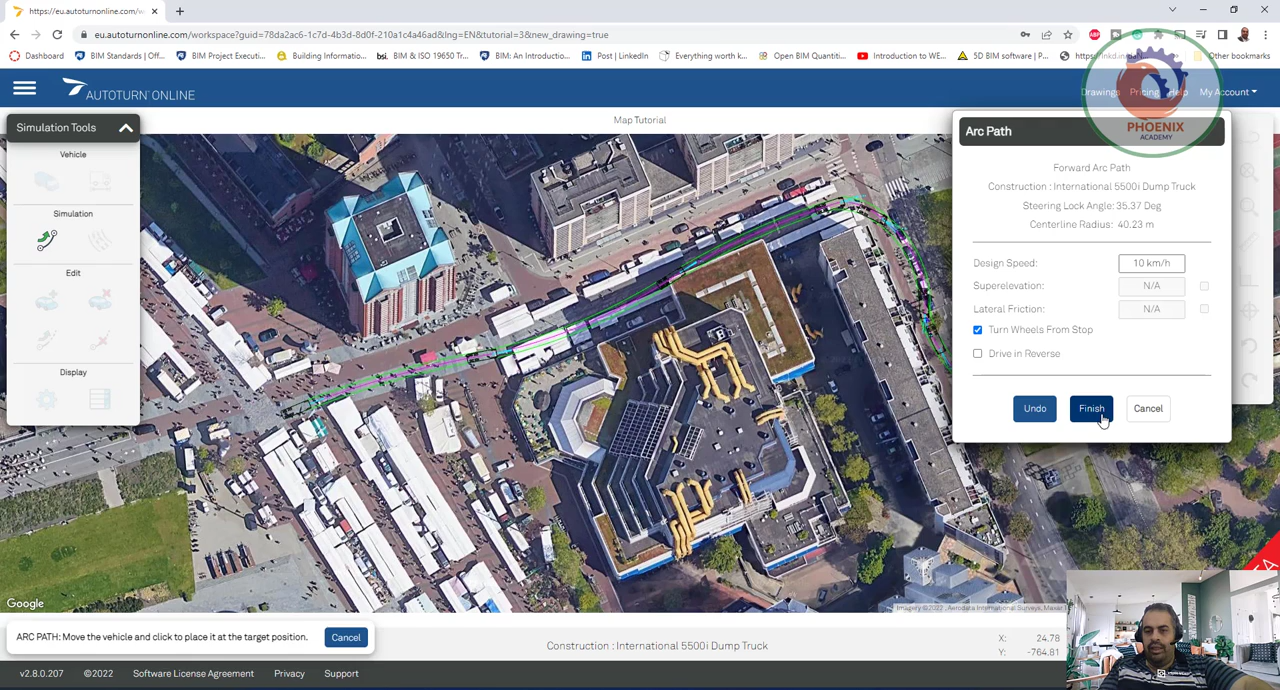 https://eu.autoturnonline.com/wor
eu.autoturnonline.com/workspace?guid=78da2ac6-1c7d-4b3d-8d0f-210a1c4a46ad&lng=EN&tutorial=3&new_drawing=true
Dashboard
BIM Standards | Off...
BIM Project Executi...
Building Informatio...
bsi. BIM & ISO 19650 Tr...
BIM: An Introductio...
Post | LinkedIn
Everything worth k...
Open BIM Quantiti...
Introduction to WE...
5D BIM software | P...
Other bookmarks
AUTOTURN ONLINE
Drawings
Pricing
Help
My Account
PHOENIX
ACADEMY
Map Tutorial
Simulation Tools
Vehicle
Simulation
Edit
Display
Arc Path
Forward Arc Path
Construction : International 5500i Dump Truck
Steering Lock Angle: 35.37 Deg
Centerline Radius: 40.23 m
Design Speed: 10 km/h
Superelevation: N/A
Lateral Friction: N/A
Turn Wheels From Stop
Drive in Reverse
Undo
Finish
Cancel
Google
ARC PATH: Move the vehicle and click to place it at the target position.
Cancel
Construction : International 5500i Dump Truck
X: 24.78
Y: -764.81
v2.8.0.207
©2022
Software License Agreement
Privacy
Support